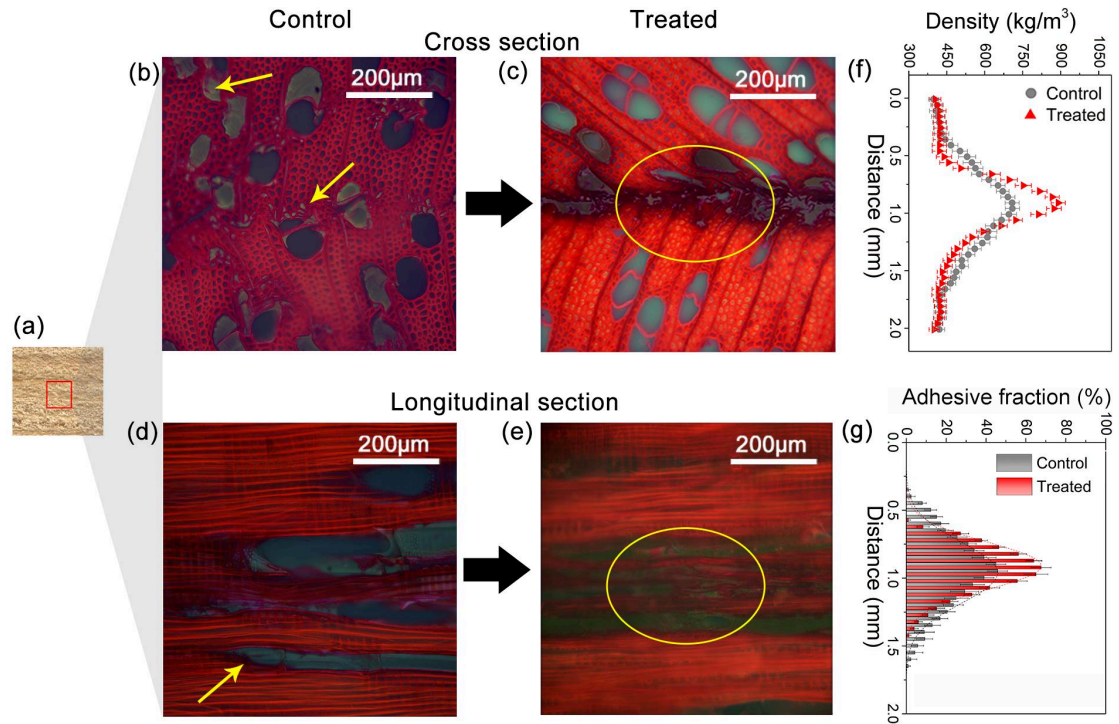 Control
Treated
Cross section
(a)
(b)
200µm
(c)
200µm
Longitudinal section
(d)
200µm
(e)
200µm
Density (kg/m³)
300 450 600 750 900 1050
(f)
Control
Treated
Distance (mm)
0.0
0.5
1.0
1.5
2.0
Adhesive fraction (%)
0 20 40 60 80 100
(g)
Control
Treated
Distance (mm)
0.0
0.5
1.0
1.5
2.0